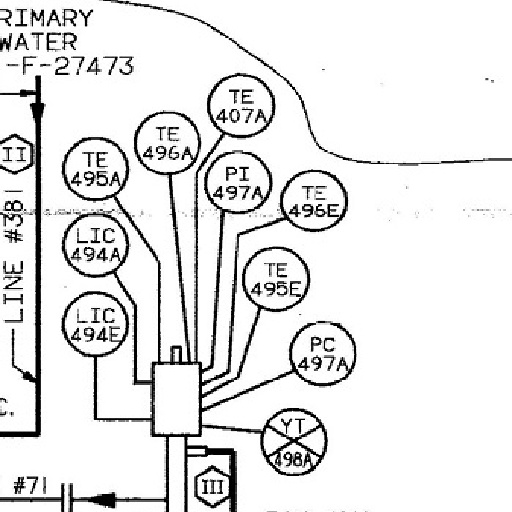 RIMARY
WATER
-F-27473
TE
407A
TE
496A
TE
495A
PI
497A
TE
496E
II
LINE #381
LIC
494A
TE
495E
LIC
494E
PC
497A
C.
YT
498A
#71
III